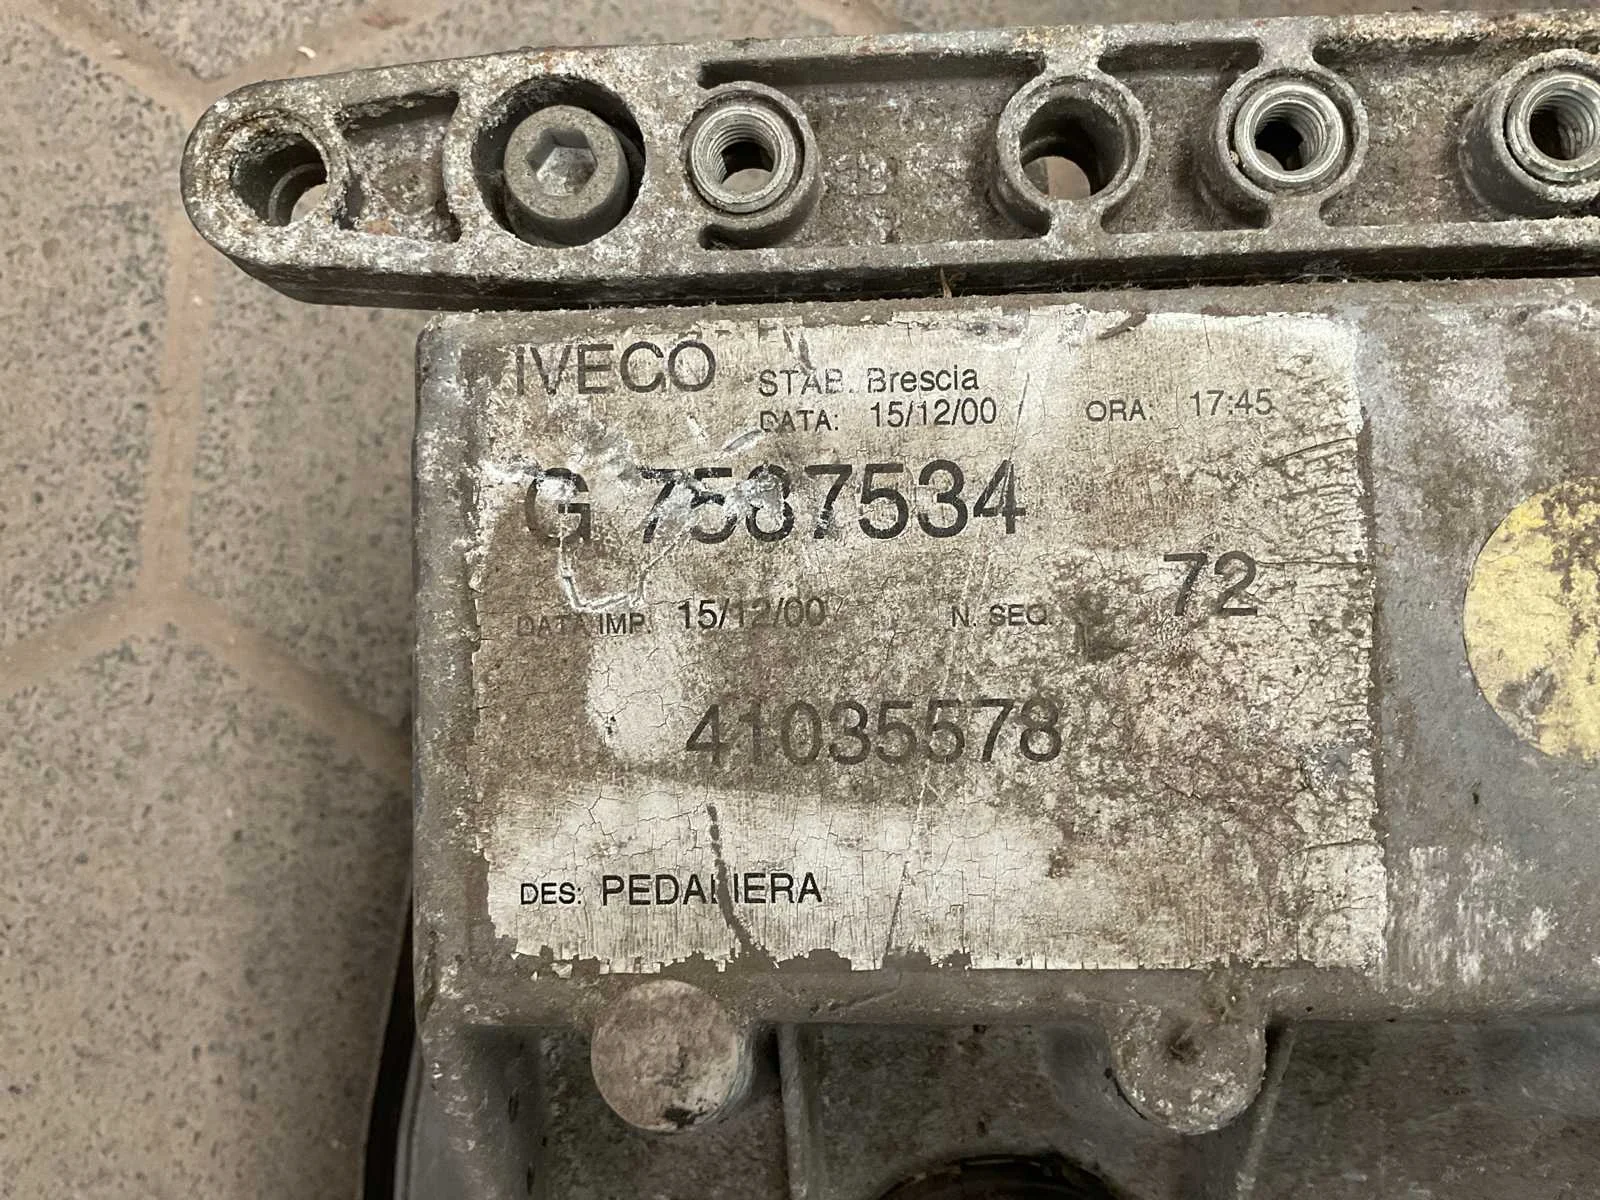 IVECO
STAB. Brescia
DATA: 15/12/00 ORA: 17:45
G 7587534
72
DATA IMP. 15/12/00 N. SEQ
41035578
DES: PEDALIERA